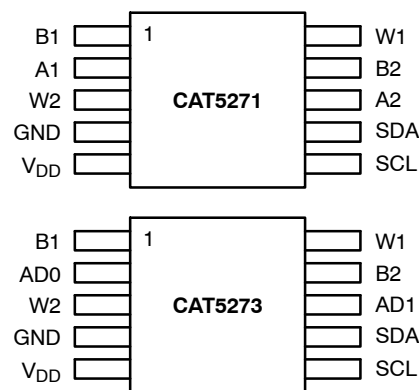 B1 1 W1
A1 B2
W2 CAT5271 A2
GND SDA
VDD SCL
B1 1 W1
AD0 B2
W2 CAT5273 AD1
GND SDA
VDD SCL